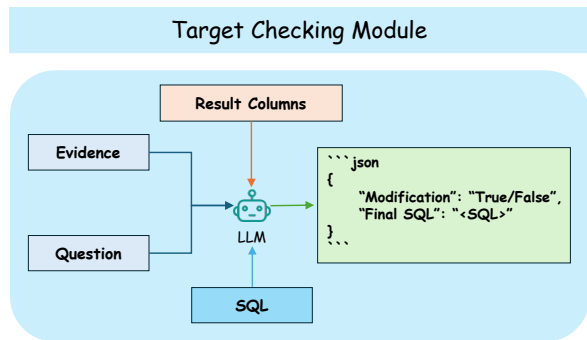 Target Checking Module
Result Columns
Evidence
Question
LLM
SQL
```json
{
“Modification”: “True/False”,
“Final SQL”: “<SQL>”
}
```